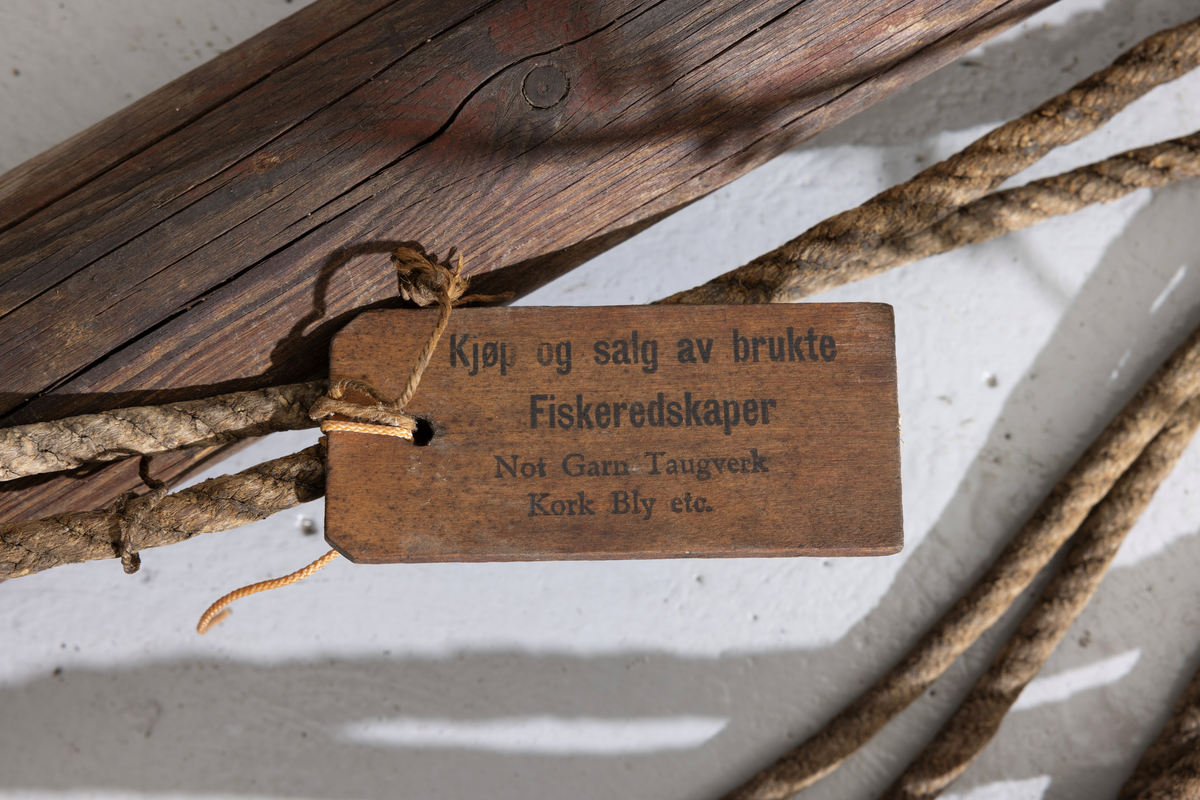 Kjøp og salg av brukte
Fiskeredskaper
Not Garn Taugverk
Kork Bly etc.